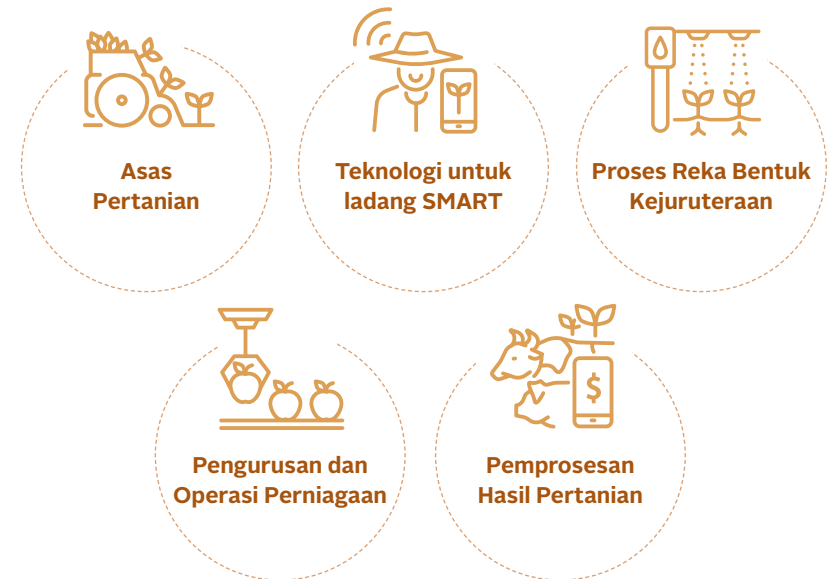 Asas
Pertanian
Teknologi untuk
ladang SMART
Proses Reka Bentuk
Kejuruteraan
Pengurusan dan
Operasi Perniagaan
$
Pemprosesan
Hasil Pertanian